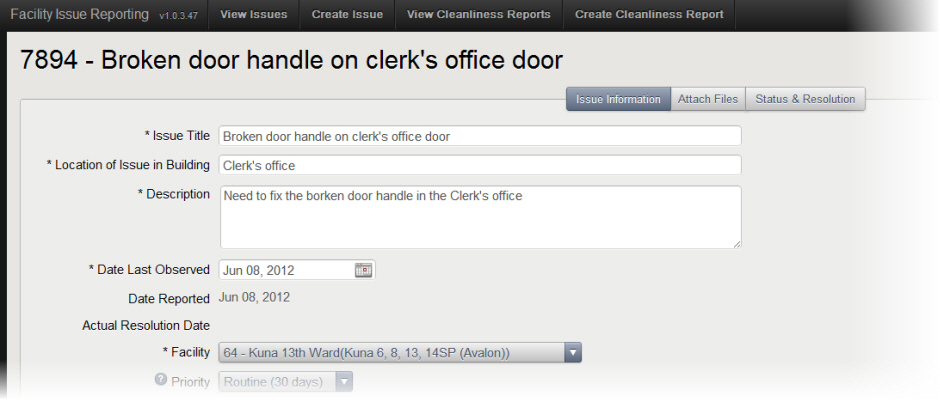 Facility Issue Reporting v1.0.3.47 View Issues Create Issue View Cleanliness Reports Create Cleanliness Report
7894 - Broken door handle on clerk's office door
Issue Information Attach Files Status & Resolution
* Issue Title Broken door handle on clerk's office door
* Location of Issue in Building Clerk's office
* Description Need to fix the borken door handle in the Clerk's office
* Date Last Observed Jun 08, 2012
Date Reported Jun 08, 2012
Actual Resolution Date
* Facility 64 - Kuna 13th Ward(Kuna 6, 8, 13, 14SP (Avalon))
? Priority Routine (30 days)